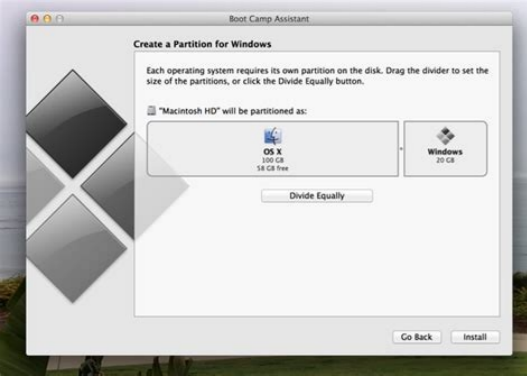 Boot Camp Assistant
Create a Partition for Windows
Each operating system requires its own partition on the disk. Drag the divider to set the
size of the partitions, or click the Divide Equally button.
"Macintosh HD" will be partitioned as:
OS X
100 GB
58 GB free
Windows
20 GB
Divide Equally
Go Back
Install